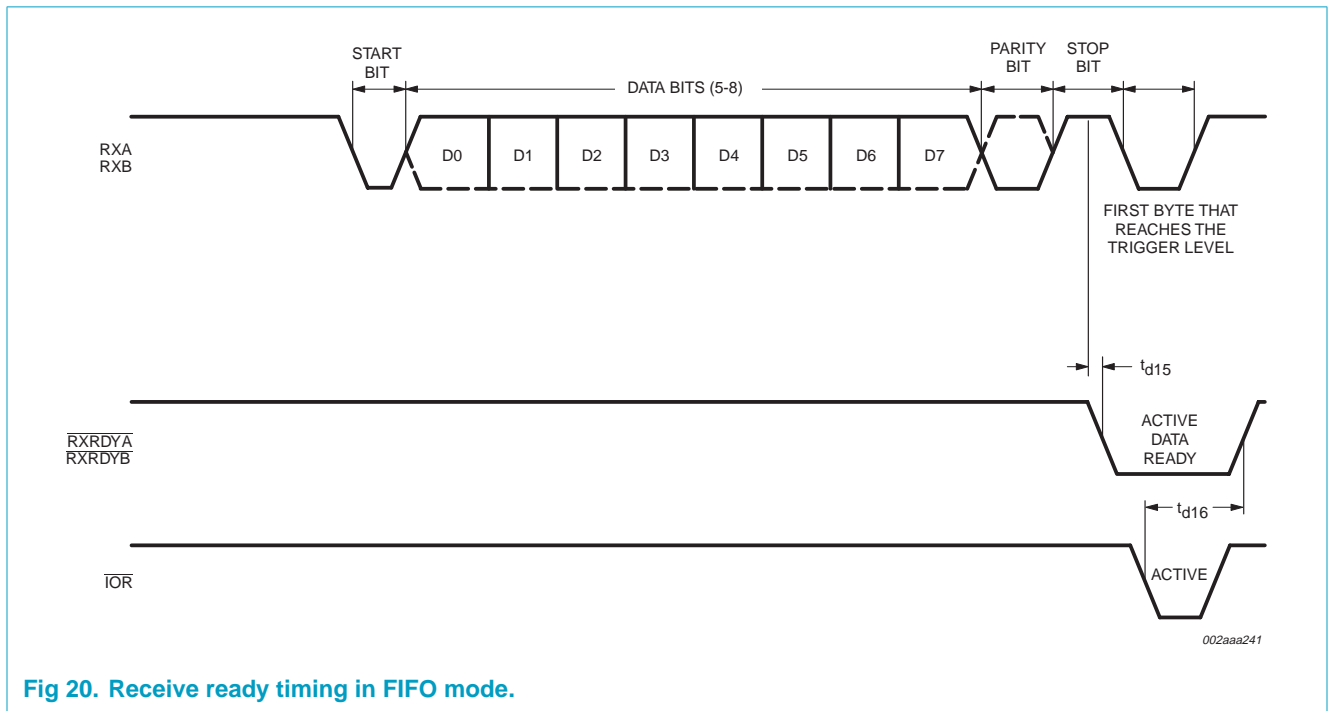 START
BIT
DATA BITS (5-8)
PARITY
BIT
STOP
BIT
RXA
RXB
D0 D1 D2 D3 D4 D5 D6 D7
FIRST BYTE THAT
REACHES THE
TRIGGER LEVEL
td15
RXRDYA
RXRDYB
ACTIVE
DATA
READY
td16
IOR
ACTIVE
002aaa241
Fig 20. Receive ready timing in FIFO mode.